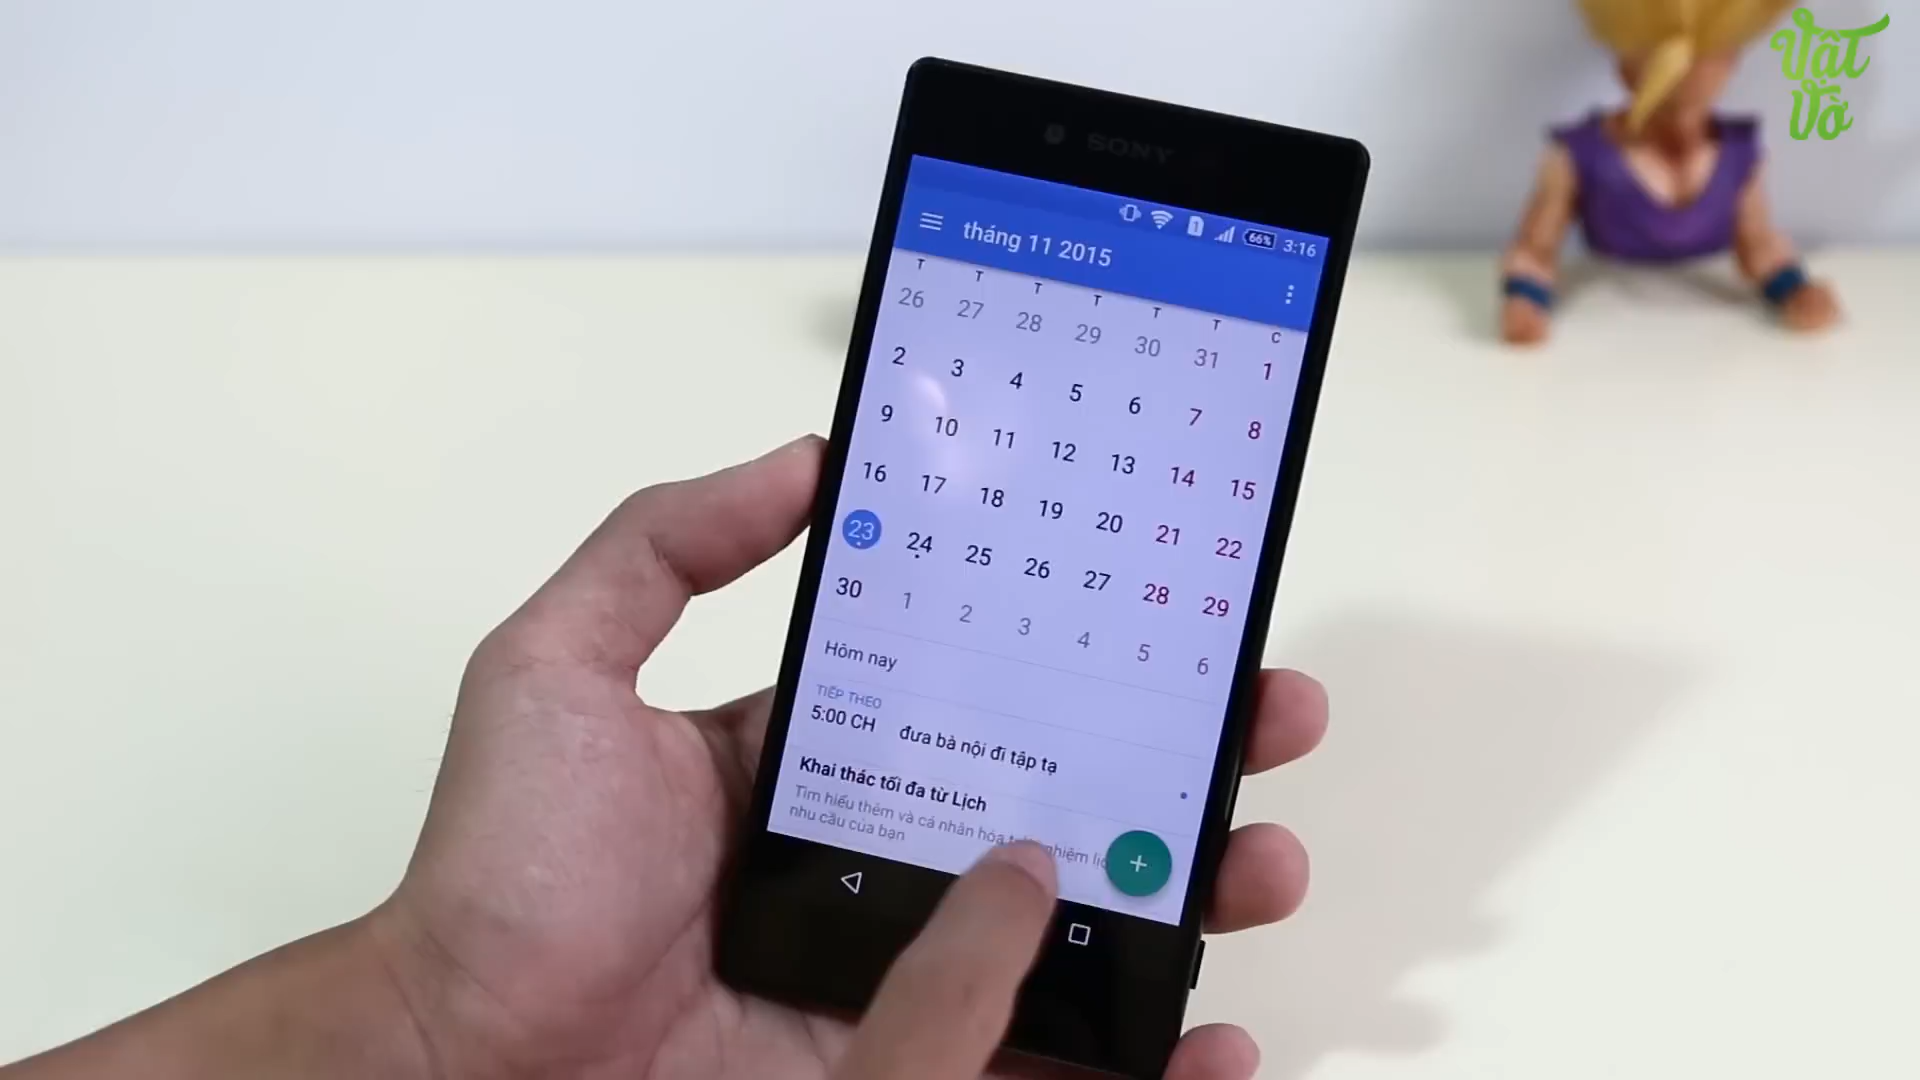 Vật
Vờ
SONY
1 66% 3:16
tháng 11 2015
T T T T T T C
26 27 28 29 30 31 1
2 3 4 5 6 7 8
9 10 11 12 13 14 15
16 17 18 19 20 21 22
23 24 25 26 27 28 29
30 1 2 3 4 5 6
Hôm nay
TIẾP THEO
5:00 CH đưa bà nội đi tập tạ
Khai thác tối đa từ Lịch
Tìm hiểu thêm và cá nhân hóa
nhu cầu của bạn
+